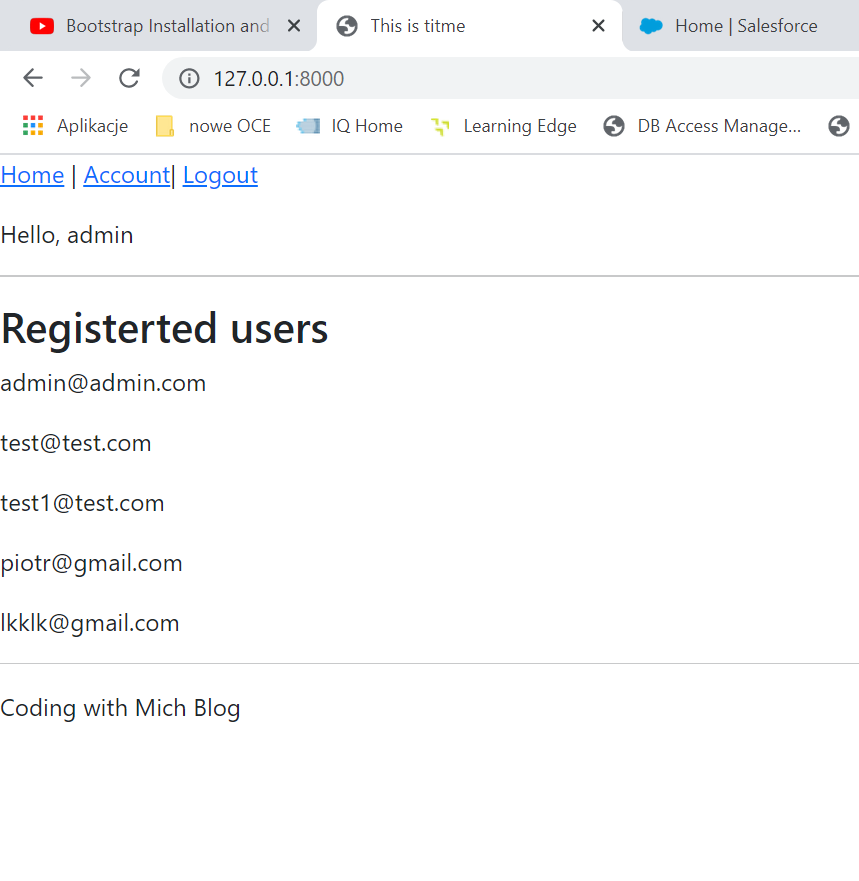 Bootstrap Installation and
This is titme
Home | Salesforce
127.0.0.1:8000
Aplikacje nowe OCE IQ Home Learning Edge DB Access Manage...
Home | Account| Logout
Hello, admin
Registerted users
admin@admin.com
test@test.com
test1@test.com
piotr@gmail.com
lkklk@gmail.com
Coding with Mich Blog